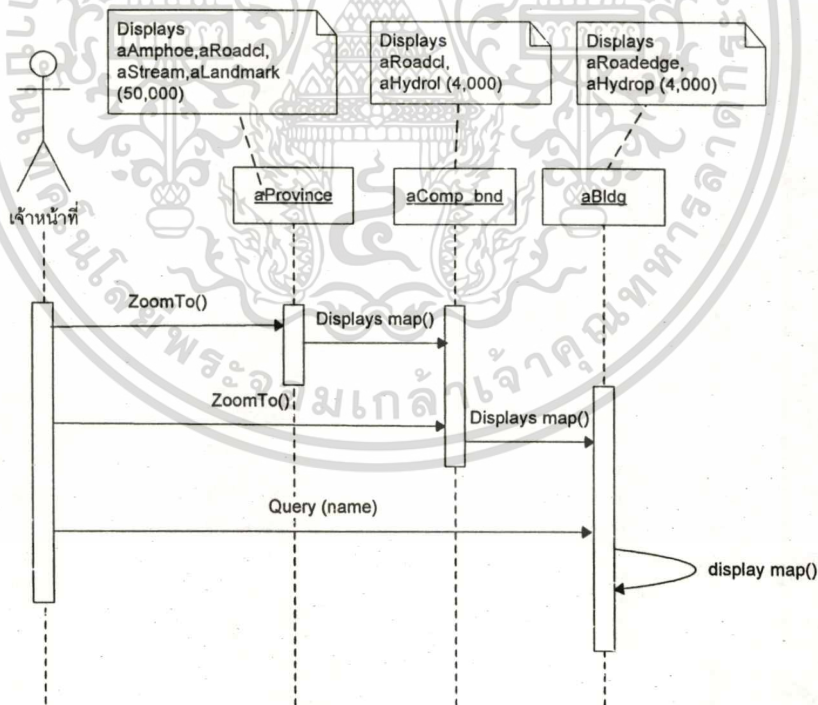 Displays
aAmphoe,aRoadcl,
aStream,aLandmark
(50,000)
Displays
aRoadcl,
aHydrol (4,000)
Displays
aRoadedge,
aHydrop (4,000)
เจ้าหน้าที่
aProvince
aComp_bnd
aBldg
ZoomTo()
Displays map()
ZoomTo()
Displays map()
Query (name)
display map()